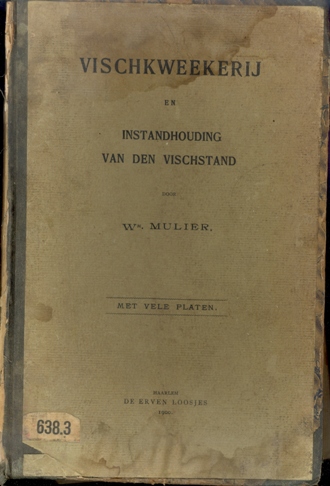 VISCHKWEEKERIJ
EN
INSTANDHOUDING
VAN DEN VISCHSTAND
DOOR
Wm. MULIER.
MET VELE PLATEN.
HAARLEM
DE ERVEN LOOSJES
638.3